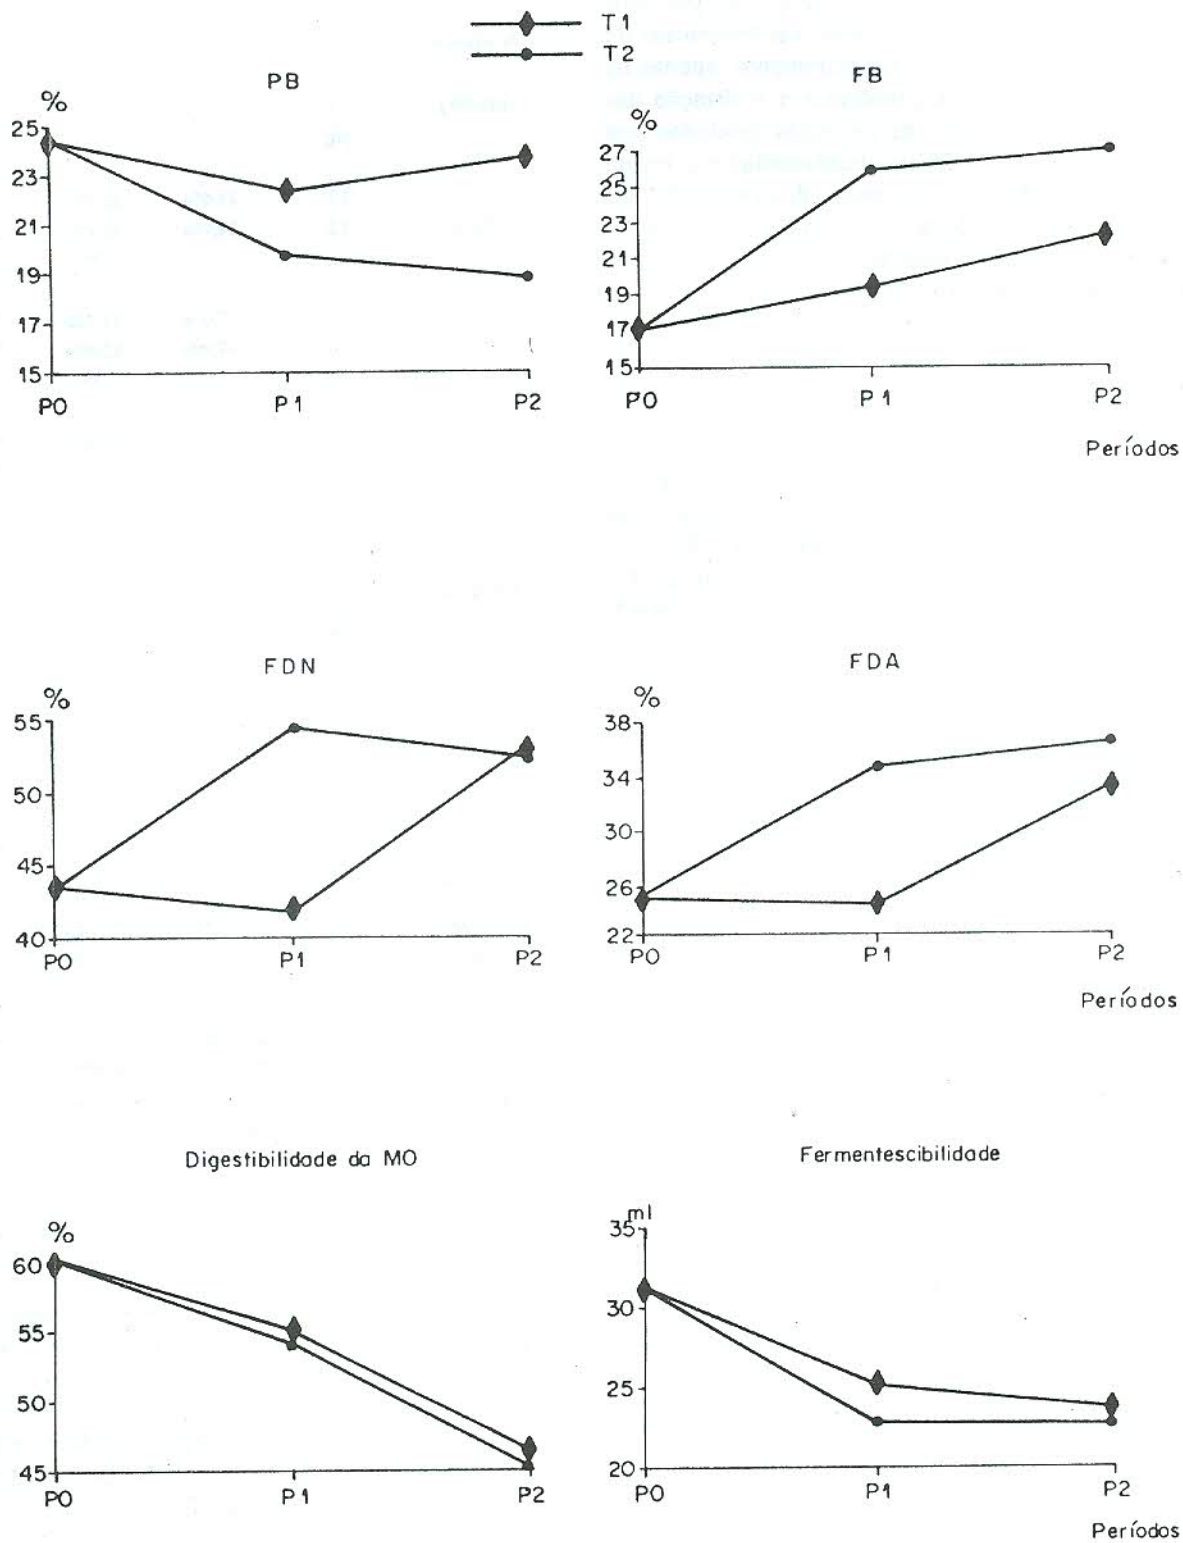 T1
T2
PB
%
25
23
21
19
17
15
P0 P1 P2
FB
%
27
25
23
21
19
17
15
P0 P1 P2
Períodos
FDN
%
55
50
45
40
P0 P1 P2
FDA
%
38
34
30
26
22
P0 P1 P2
Períodos
Digestibilidade da MO
%
60
55
50
45
P0 P1 P2
Fermentescibilidade
ml
35
30
25
20
P0 P1 P2
Períodos